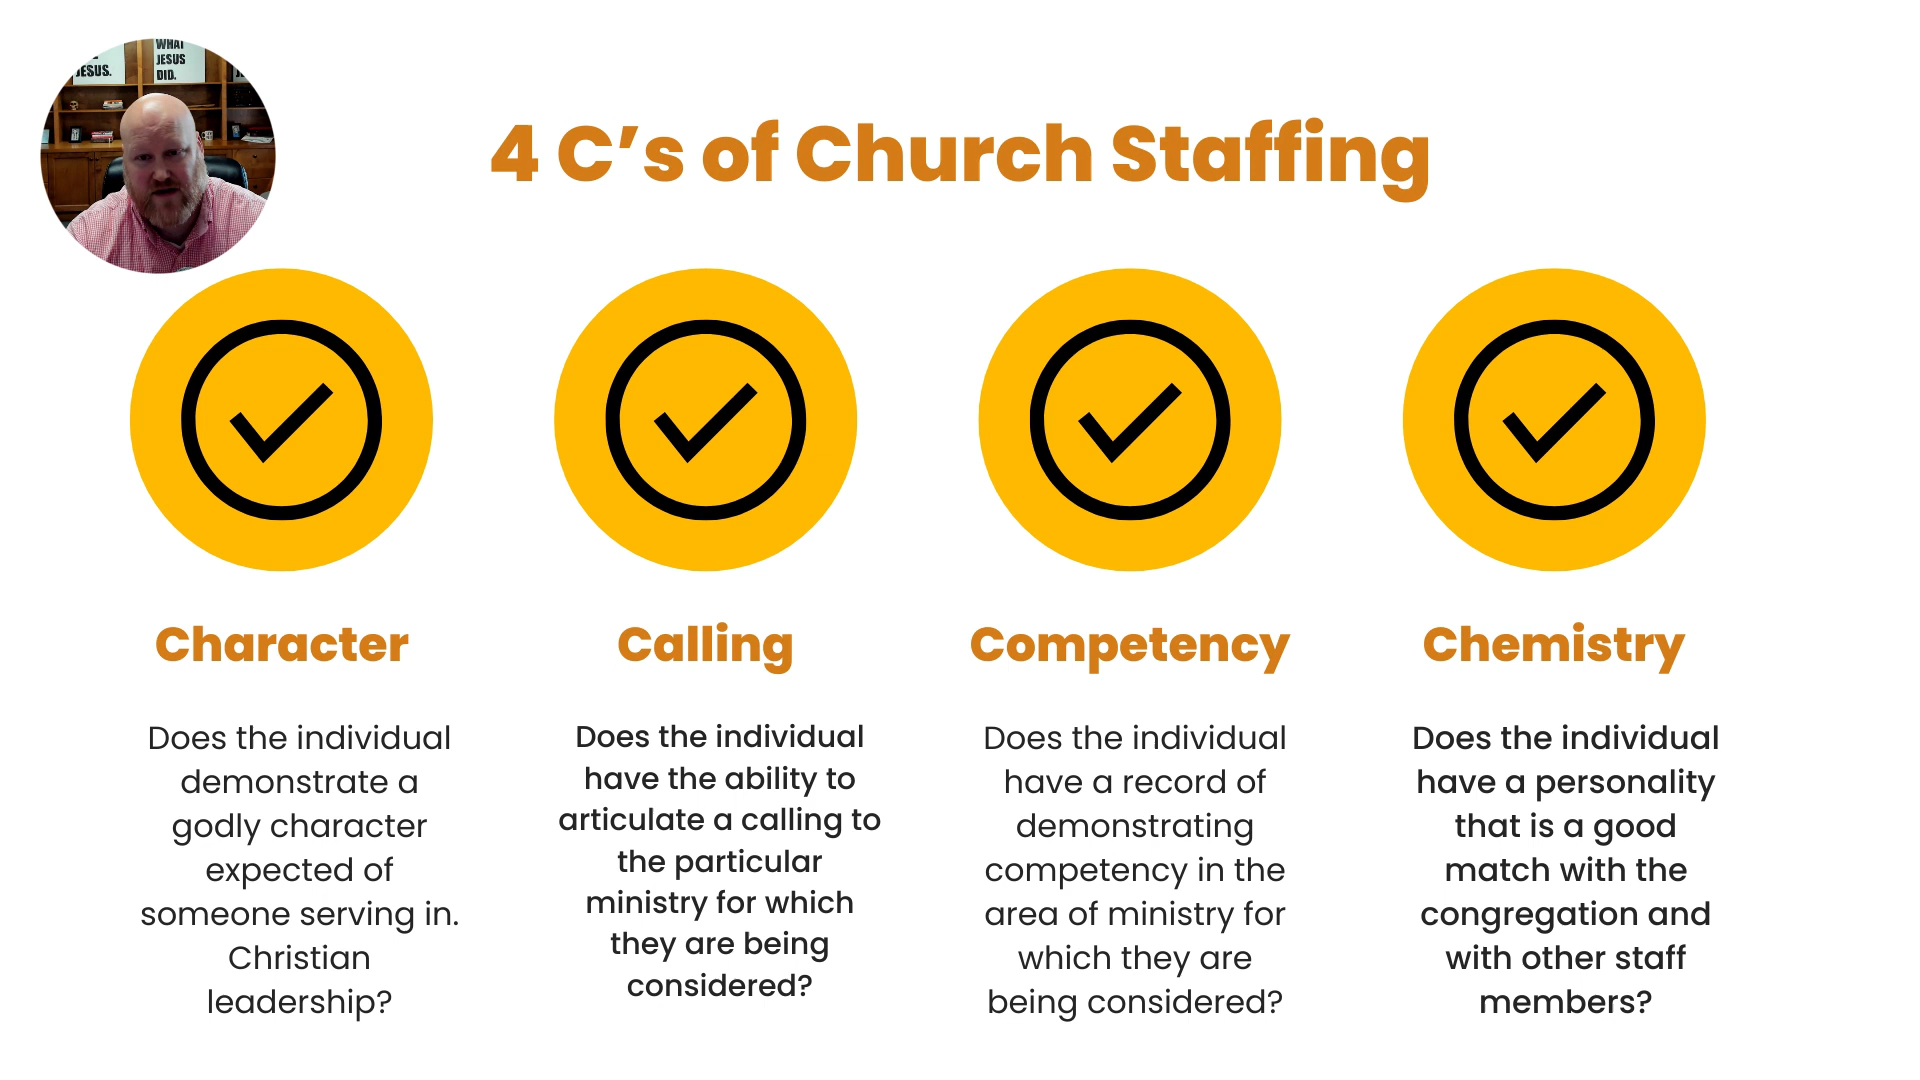 JESUS.
WHAT
JESUS
DID.
4 C’s of Church Staffing
Character
Does the individual
demonstrate a
godly character
expected of
someone serving in.
Christian
leadership?
Calling
Does the individual
have the ability to
articulate a calling to
the particular
ministry for which
they are being
considered?
Competency
Does the individual
have a record of
demonstrating
competency in the
area of ministry for
which they are
being considered?
Chemistry
Does the individual
have a personality
that is a good
match with the
congregation and
with other staff
members?